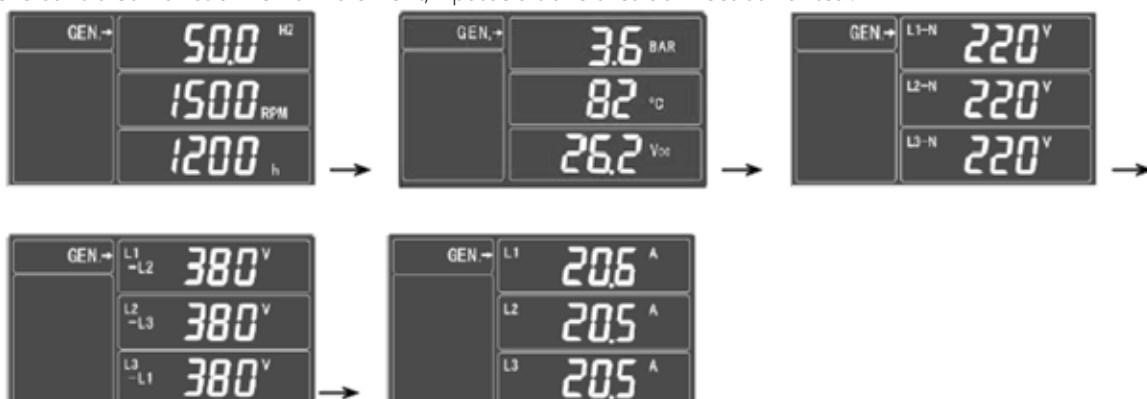 GEN.→ 50.0 HZ
1500 RPM
1200 h
GEN.→ 3.6 BAR
82 °C
26.2 VDC
GEN.→ L1-N 220 V
L2-N 220 V
L3-N 220 V
GEN.→ L1-L2 380 V
L2-L3 380 V
L3-L1 380 V
GEN.→ L1 20.6 A
L2 20.5 A
L3 20.5 A